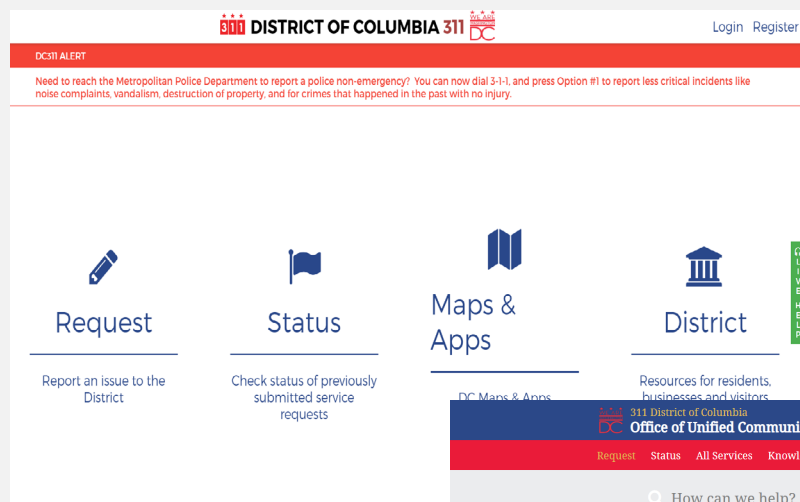 311 DISTRICT OF COLUMBIA 311 WE ARE DC
Login Register
DC311 ALERT
Need to reach the Metropolitan Police Department to report a police non-emergency? You can now dial 3-1-1, and press Option #1 to report less critical incidents like
noise complaints, vandalism, destruction of property, and for crimes that happened in the past with no injury.
Request
Report an issue to the
District
Status
Check status of previously
submitted service
requests
Maps &
Apps
DC Maps & Apps
District
Resources for residents,
businesses and visitors
LIVE HELP
DC
311 District of Columbia
Office of Unified Communi
Request Status All Services Knowl
How can we help?